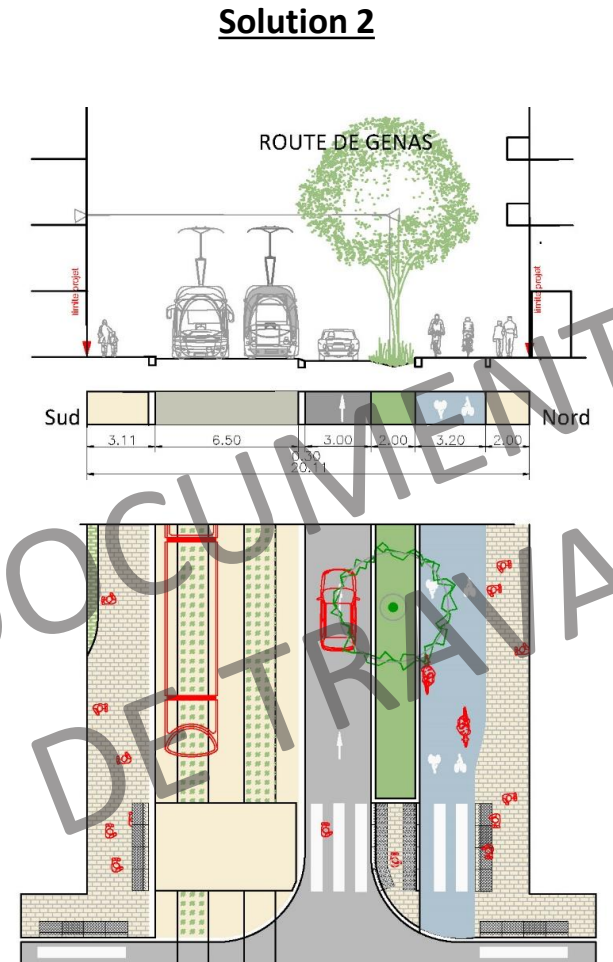 Solution 2
ROUTE DE GENAS
limite projet
limite projet
Sud
Nord
3.11
6.50
3.00
2.00
3.20
2.00
0.30
20.11
DOCUMENT
DE TRAVA